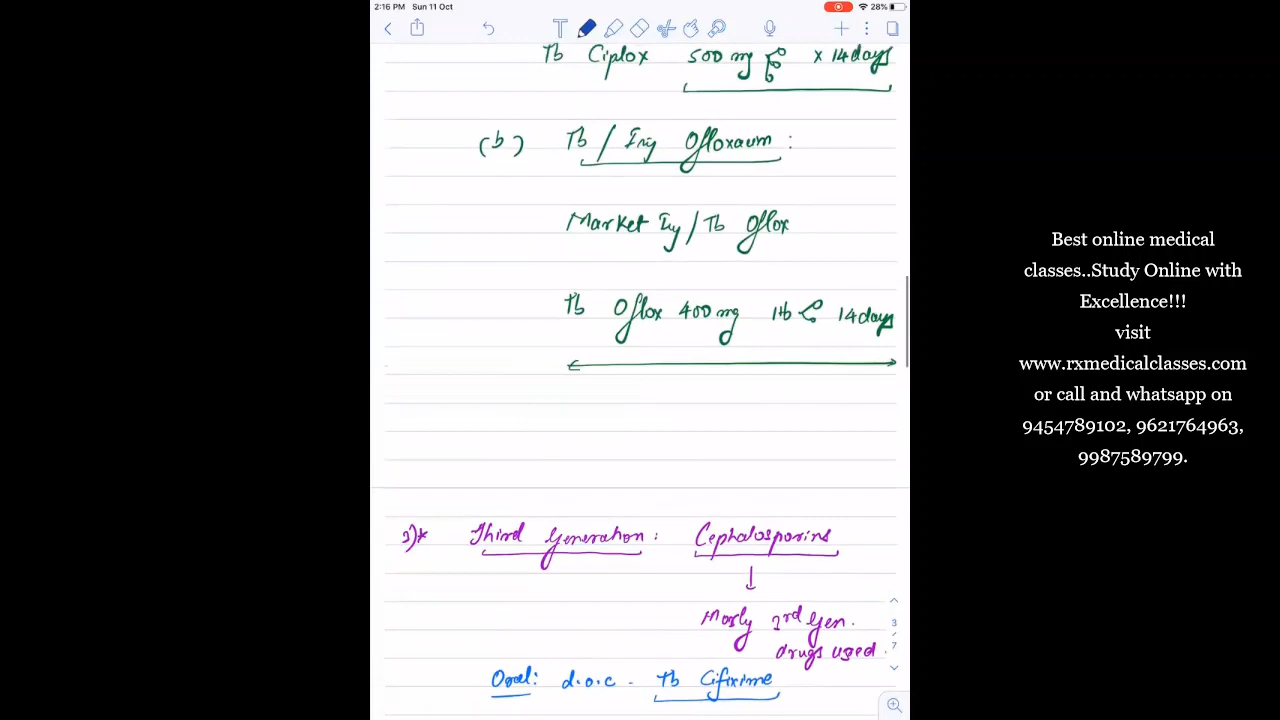 2:16 PM Sun 11 Oct
28%
Tb Ciplox 500 mg x 14 days
(b) Tb / Inj Ofloxacin :
Market Inj / Tb Oflox
Tb Oflox 400 mg 1tb 14 days
3)* Third Generation : Cephalosporins
↓
Mostly 3rd Gen.
drugs used.
Oral: d.o.c - Tb Cifixime
3
/
7
Best online medical
classes..Study Online with
Excellence!!!
visit
www.rxmedicalclasses.com
or call and whatsapp on
9454789102, 9621764963,
9987589799.